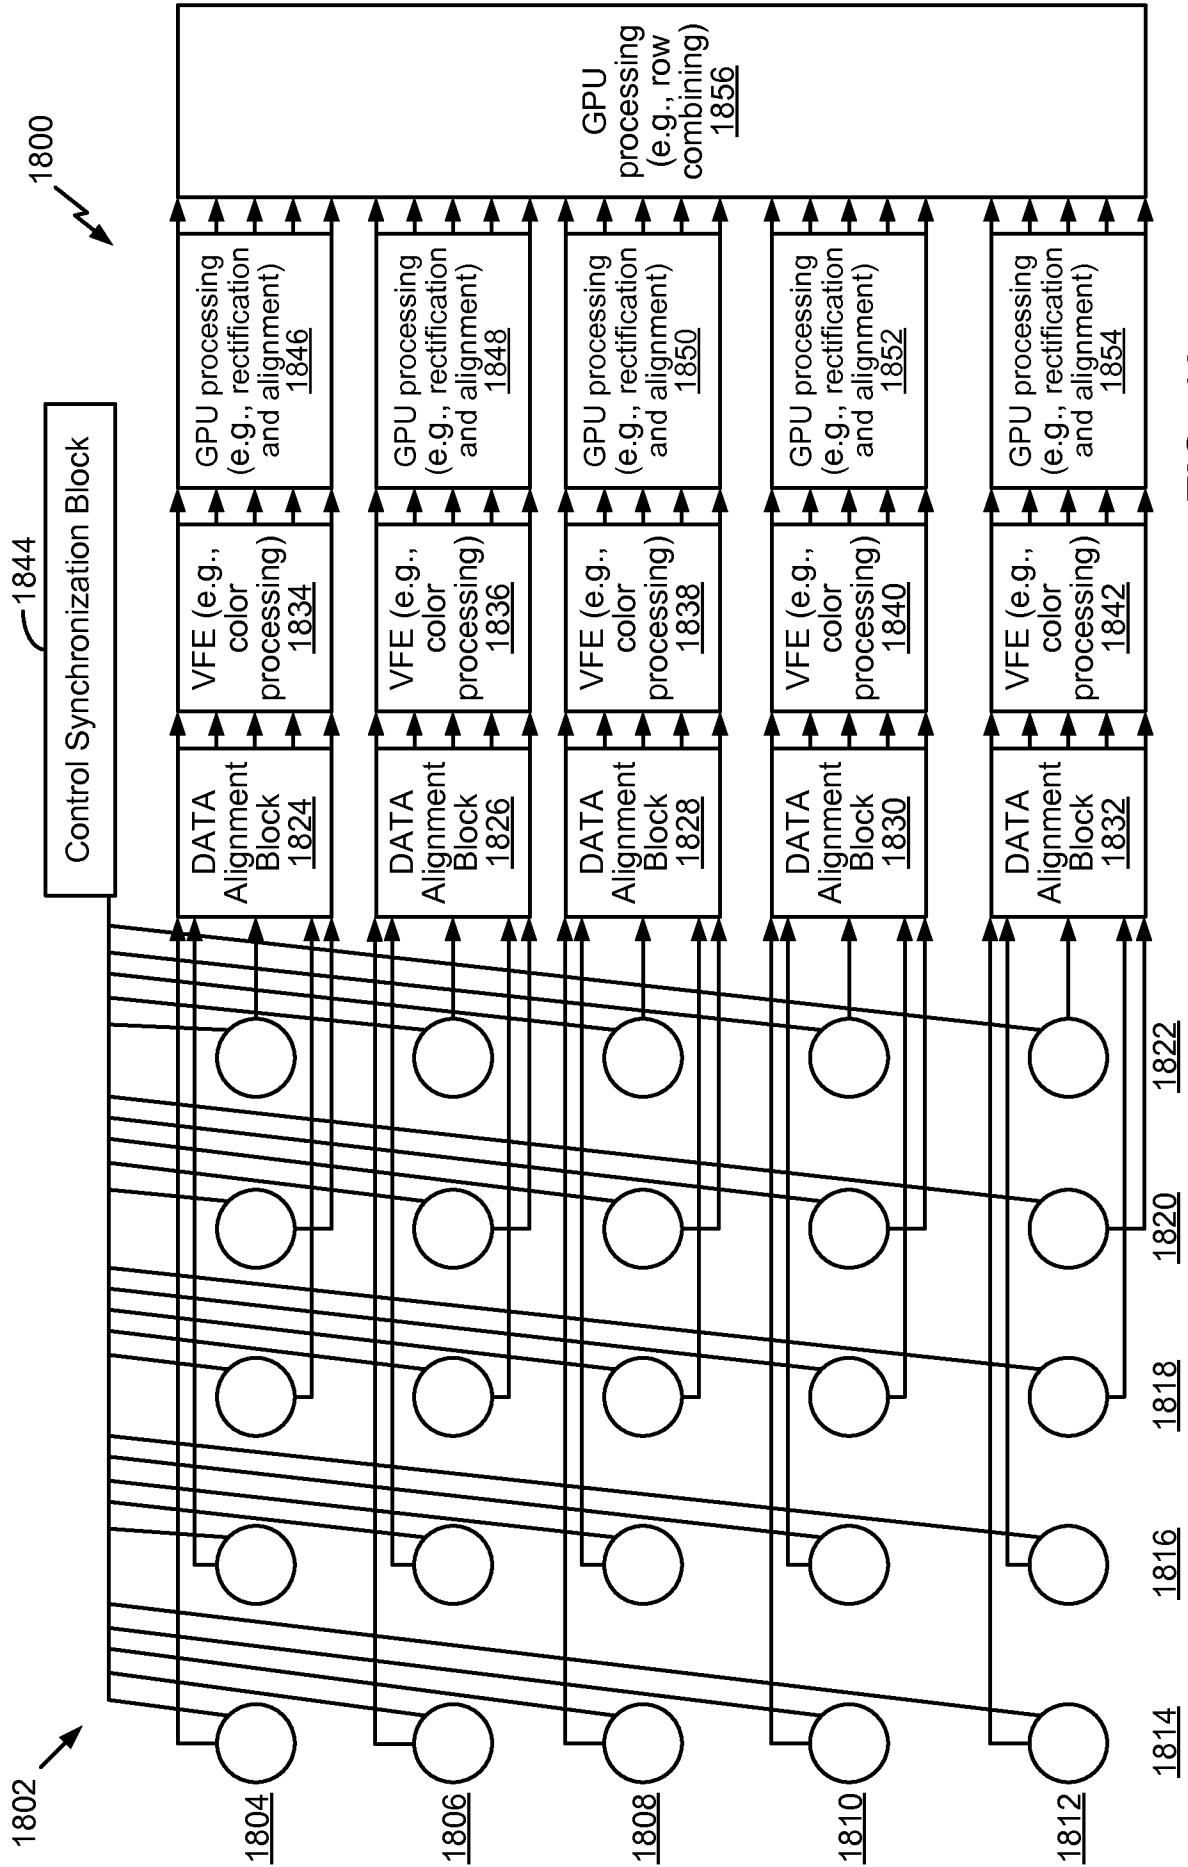 1800
1802
1844
Control Synchronization Block
1804
DATA
Alignment
Block
1824
VFE (e.g.,
color
processing)
1834
GPU processing
(e.g., rectification
and alignment)
1846
1806
DATA
Alignment
Block
1826
VFE (e.g.,
color
processing)
1836
GPU processing
(e.g., rectification
and alignment)
1848
1808
DATA
Alignment
Block
1828
VFE (e.g.,
color
processing)
1838
GPU processing
(e.g., rectification
and alignment)
1850
1810
DATA
Alignment
Block
1830
VFE (e.g.,
color
processing)
1840
GPU processing
(e.g., rectification
and alignment)
1852
1812
DATA
Alignment
Block
1832
VFE (e.g.,
color
processing)
1842
GPU processing
(e.g., rectification
and alignment)
1854
GPU
processing
(e.g., row
combining)
1856
1814
1816
1818
1820
1822